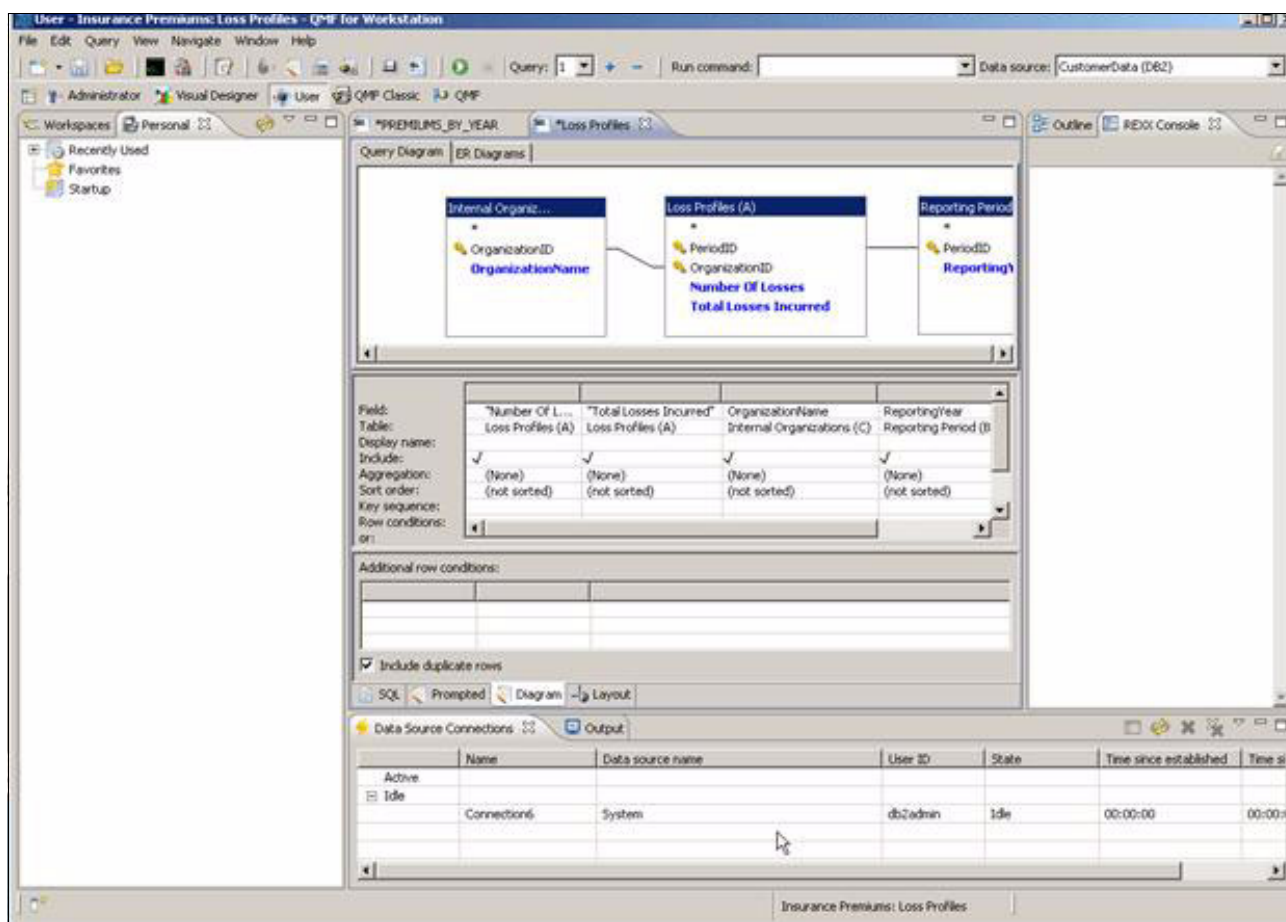 User - Insurance Premiums: Loss Profiles - QMF for Workstation
File Edit Query View Navigate Window Help
Query: 1 Run command: Data source: CustomerData (DB2)
Administrator Visual Designer User QMF Classic QMF
Workspaces Personal *PREMIUMS_BY_YEAR *Loss Profiles Outline REXX Console
Recently Used
Favorites
Startup
Query Diagram ER Diagrams
Internal Organiz... Loss Profiles (A) Reporting Period
* * *
OrganizationID PeriodID PeriodID
OrganizationName OrganizationID ReportingY
Number Of Losses
Total Losses Incurred
Field: "Number Of L... "Total Losses Incurred" OrganizationName ReportingYear
Table: Loss Profiles (A) Loss Profiles (A) Internal Organizations (C) Reporting Period (B
Display name:
Include:
Aggregation: (None) (None) (None) (None)
Sort order: (not sorted) (not sorted) (not sorted) (not sorted)
Key sequence:
Row conditions:
or:
Additional row conditions:
Include duplicate rows
SQL Prompted Diagram Layout
Data Source Connections Output
Name Data source name User ID State Time since established Time si
Active
Idle
Connection6 System db2admin Idle 00:00:00 00:00:
Insurance Premiums: Loss Profiles